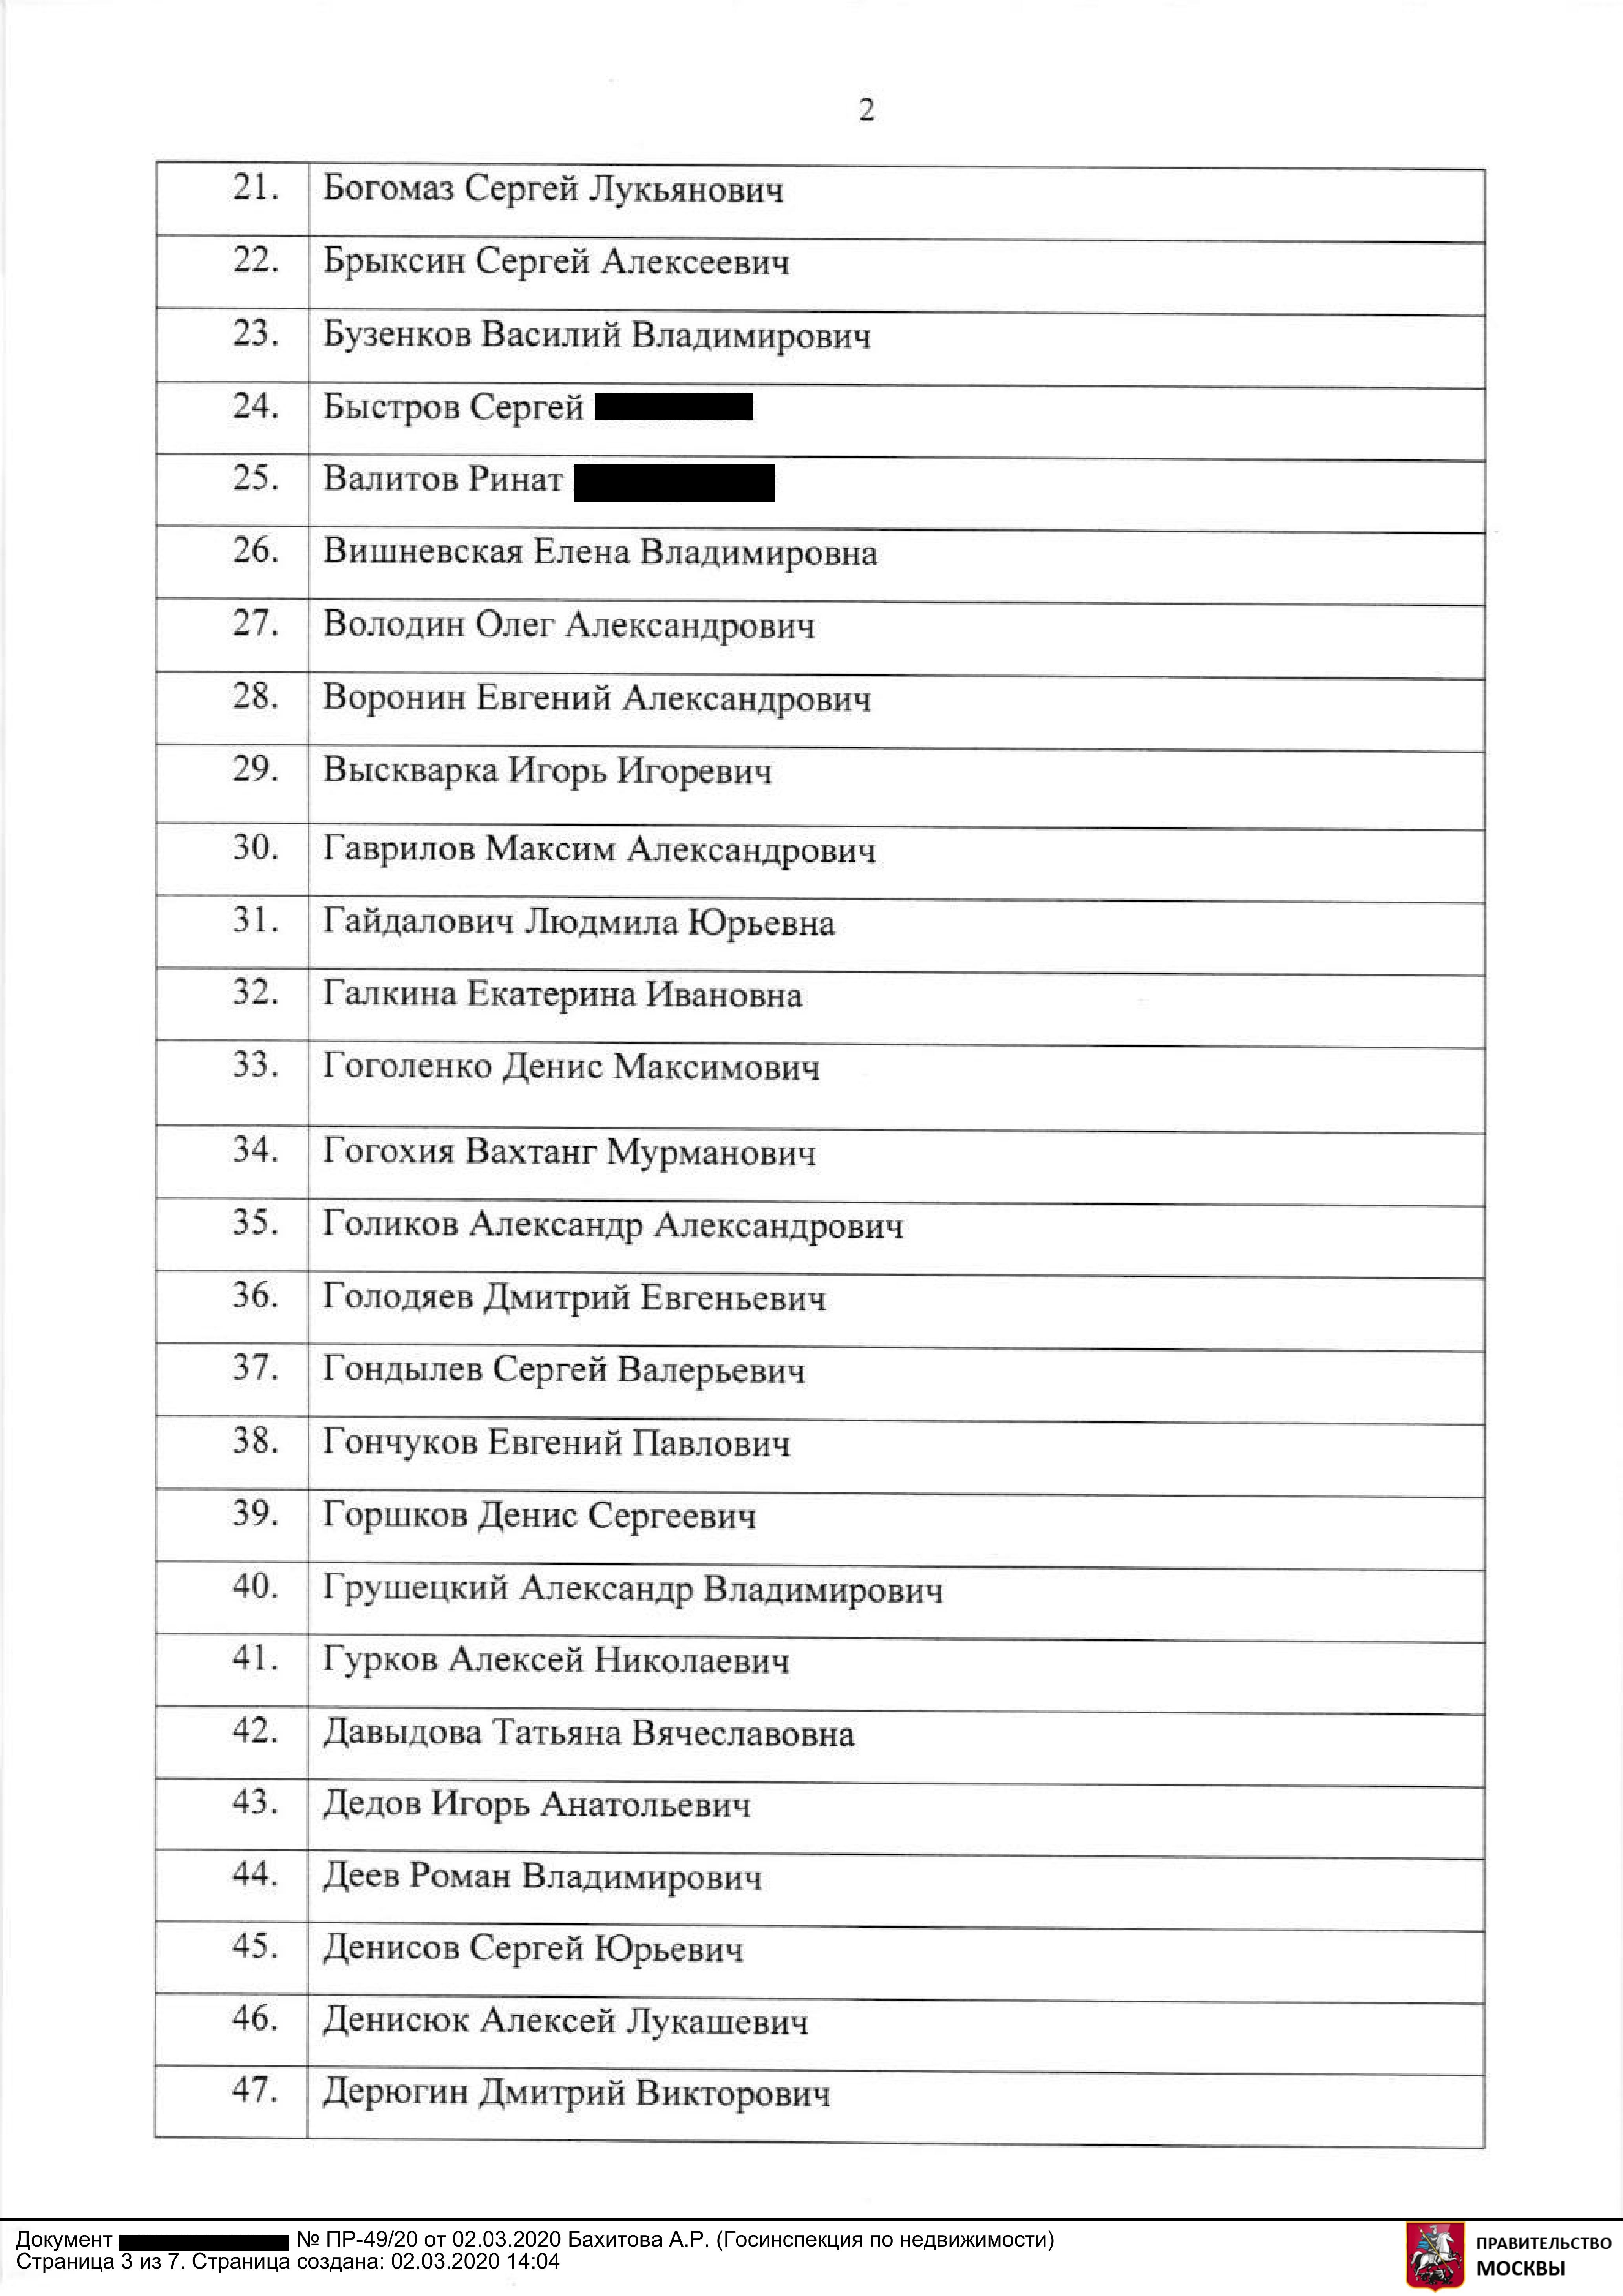 2
21. Богомаз Сергей Лукьянович
22. Брыксин Сергей Алексеевич
23. Бузенков Василий Владимирович
24. Быстров Сергей
25. Валитов Ринат
26. Вишневская Елена Владимировна
27. Володин Олег Александрович
28. Воронин Евгений Александрович
29. Выскварка Игорь Игоревич
30. Гаврилов Максим Александрович
31. Гайдалович Людмила Юрьевна
32. Галкина Екатерина Ивановна
33. Гоголенко Денис Максимович
34. Гогохия Вахтанг Мурманович
35. Голиков Александр Александрович
36. Голодяев Дмитрий Евгеньевич
37. Гондылев Сергей Валерьевич
38. Гончуков Евгений Павлович
39. Горшков Денис Сергеевич
40. Грушецкий Александр Владимирович
41. Гурков Алексей Николаевич
42. Давыдова Татьяна Вячеславовна
43. Дедов Игорь Анатольевич
44. Деев Роман Владимирович
45. Денисов Сергей Юрьевич
46. Денисюк Алексей Лукашевич
47. Дерюгин Дмитрий Викторович
Документ № ПР-49/20 от 02.03.2020 Бахитова А.Р. (Госинспекция по недвижимости)
Страница 3 из 7. Страница создана: 02.03.2020 14:04
ПРАВИТЕЛЬСТВО
МОСКВЫ